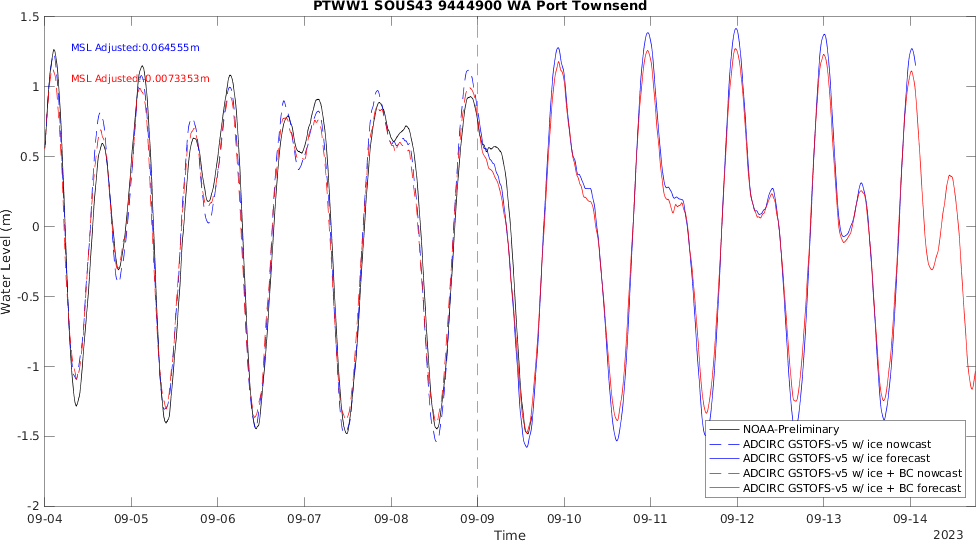 PTWW1 SOUS43 9444900 WA Port Townsend
1.5
1
0.5
0
-0.5
-1
-1.5
-2
Water Level (m)
MSL Adjusted:0.064555m
MSL Adjusted:-0.0073353m
NOAA-Preliminary
ADCIRC GSTOFS-v5 w/ ice nowcast
ADCIRC GSTOFS-v5 w/ ice forecast
ADCIRC GSTOFS-v5 w/ ice + BC nowcast
ADCIRC GSTOFS-v5 w/ ice + BC forecast
09-04 09-05 09-06 09-07 09-08 09-09 09-10 09-11 09-12 09-13 09-14
Time
2023